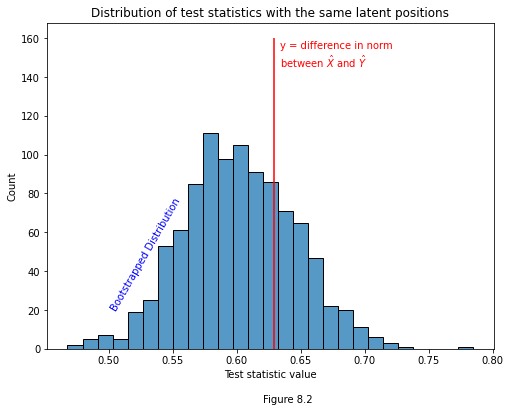 Distribution of test statistics with the same latent positions
160
140
120
100
80
60
40
20
0
Count
y = difference in norm
between X̂ and Ŷ
Bootstrapped Distribution
0.50 0.55 0.60 0.65 0.70 0.75 0.80
Test statistic value
Figure 8.2